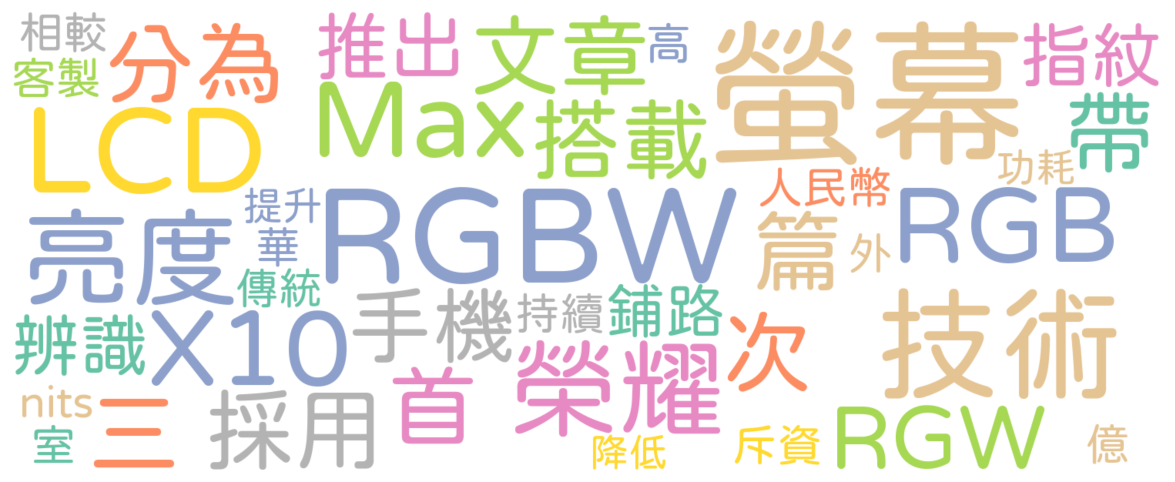 相較 分為 推出 文章 高 螢幕 指紋
客製 LCD Max 搭載 帶
功耗
提升 RGBW 人民幣 RGB
亮度 華 篇 外
傳統
辨識 X10 手機 持續 鋪路 次 技術
nits 三 採用 首 榮耀 RGW
室 降低 斥資 億